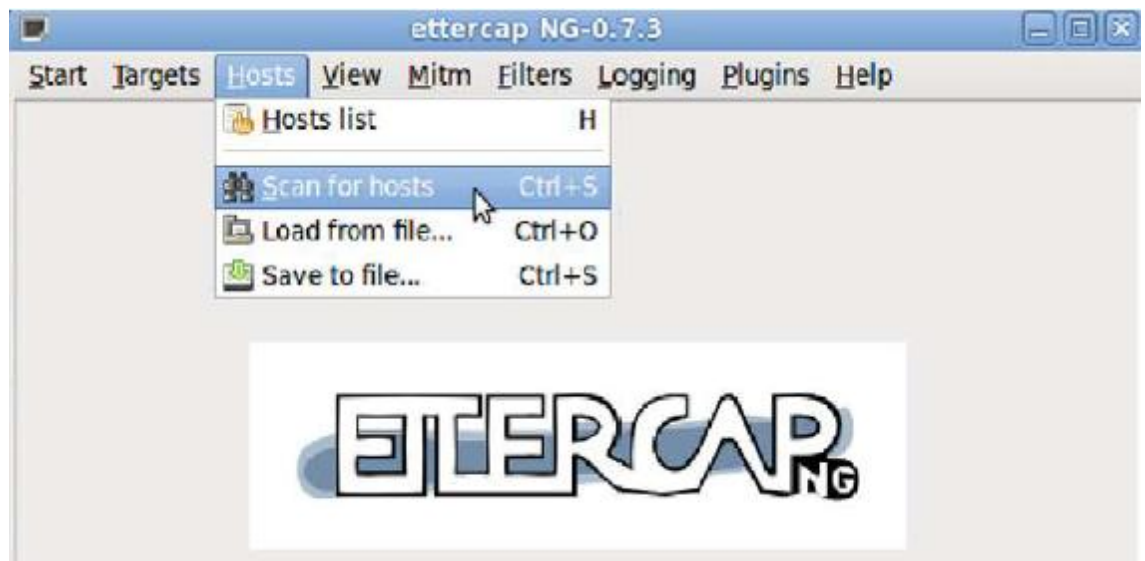 ettercap NG-0.7.3
Start Targets Hosts View Mitm Filters Logging Plugins Help
Hosts list H
Scan for hosts Ctrl+S
Load from file... Ctrl+O
Save to file... Ctrl+S
ETTERCAP NG